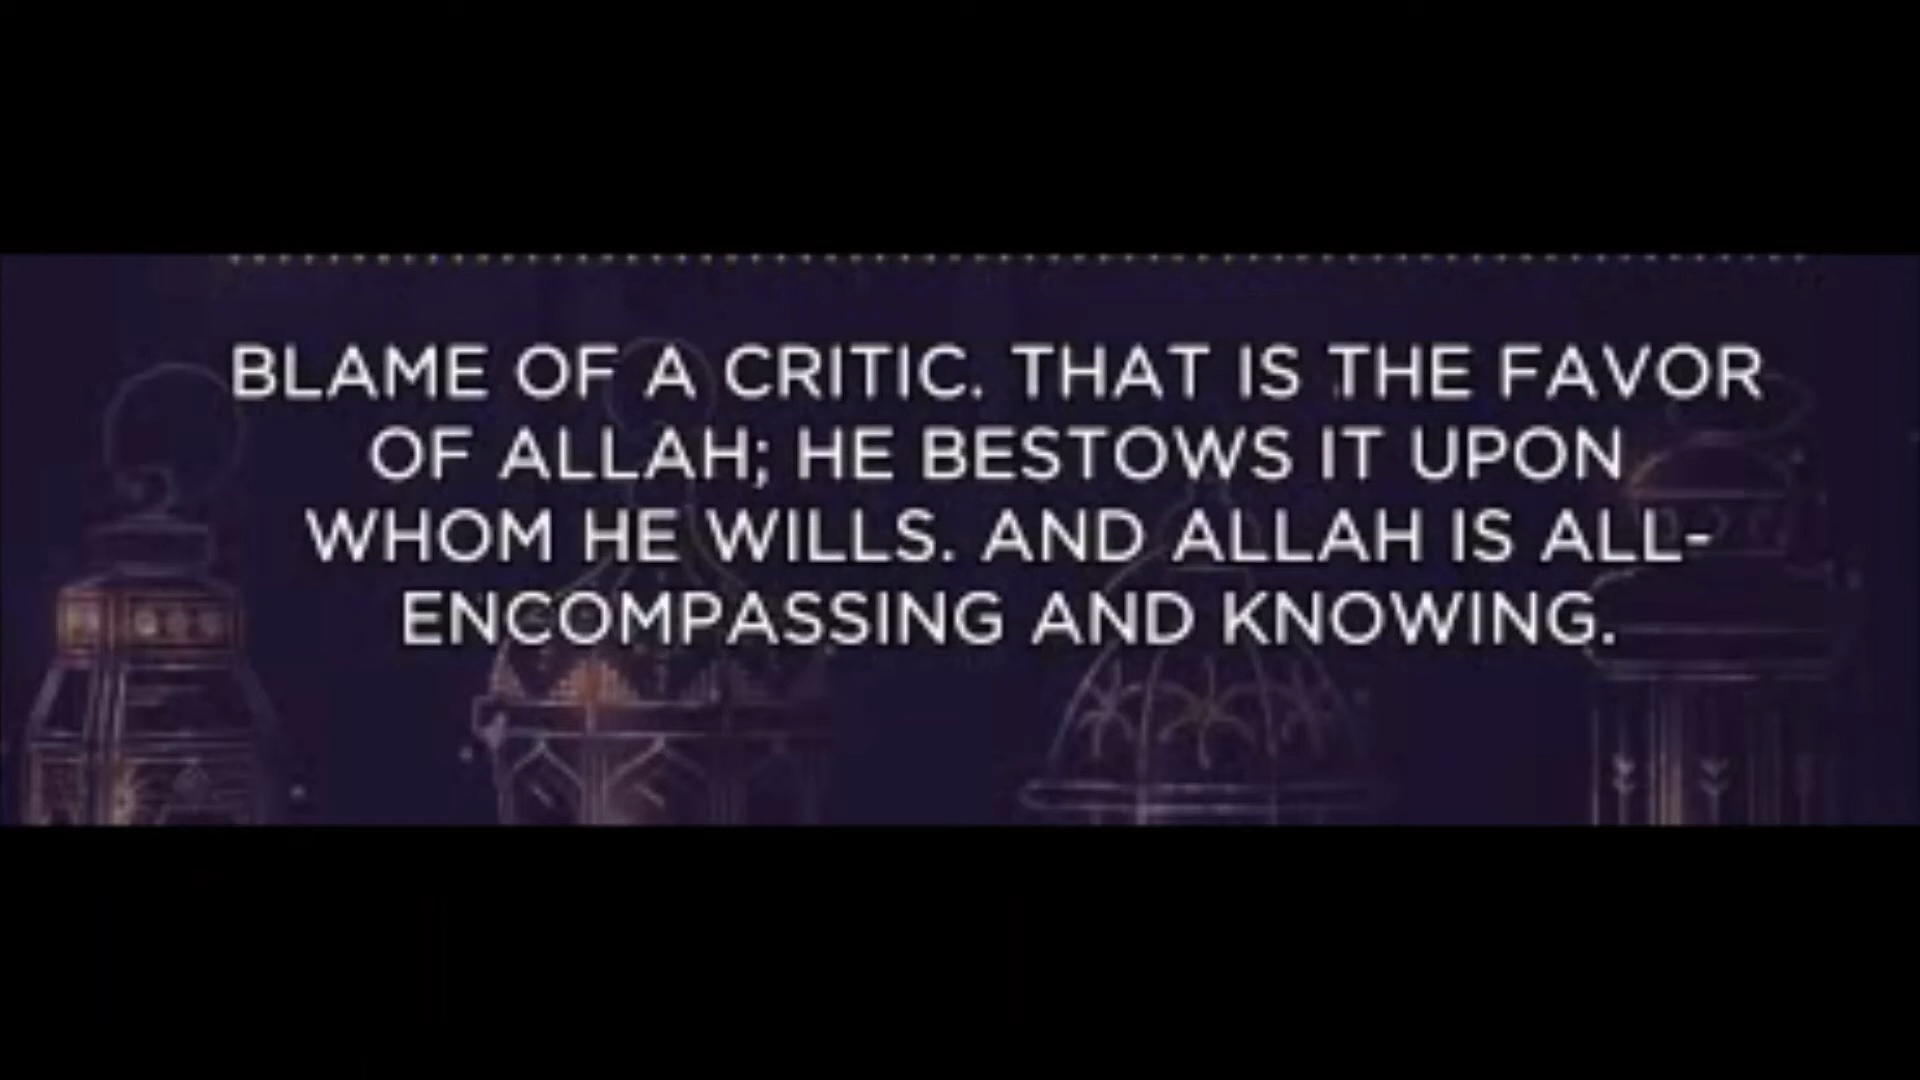 BLAME OF A CRITIC. THAT IS THE FAVOR
OF ALLAH; HE BESTOWS IT UPON
WHOM HE WILLS. AND ALLAH IS ALL-
ENCOMPASSING AND KNOWING.